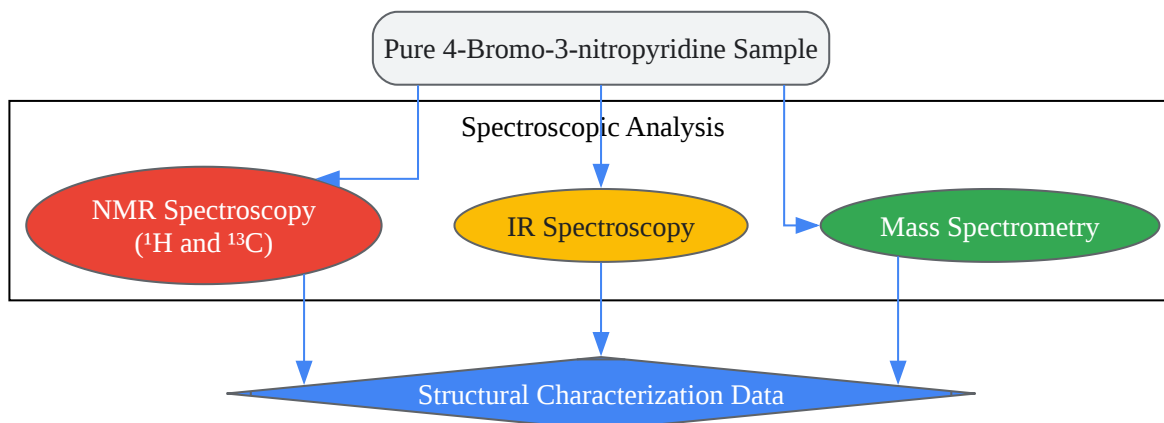 Pure 4-Bromo-3-nitropyridine Sample
Spectroscopic Analysis
NMR Spectroscopy
(¹H and ¹³C)
IR Spectroscopy
Mass Spectrometry
Structural Characterization Data